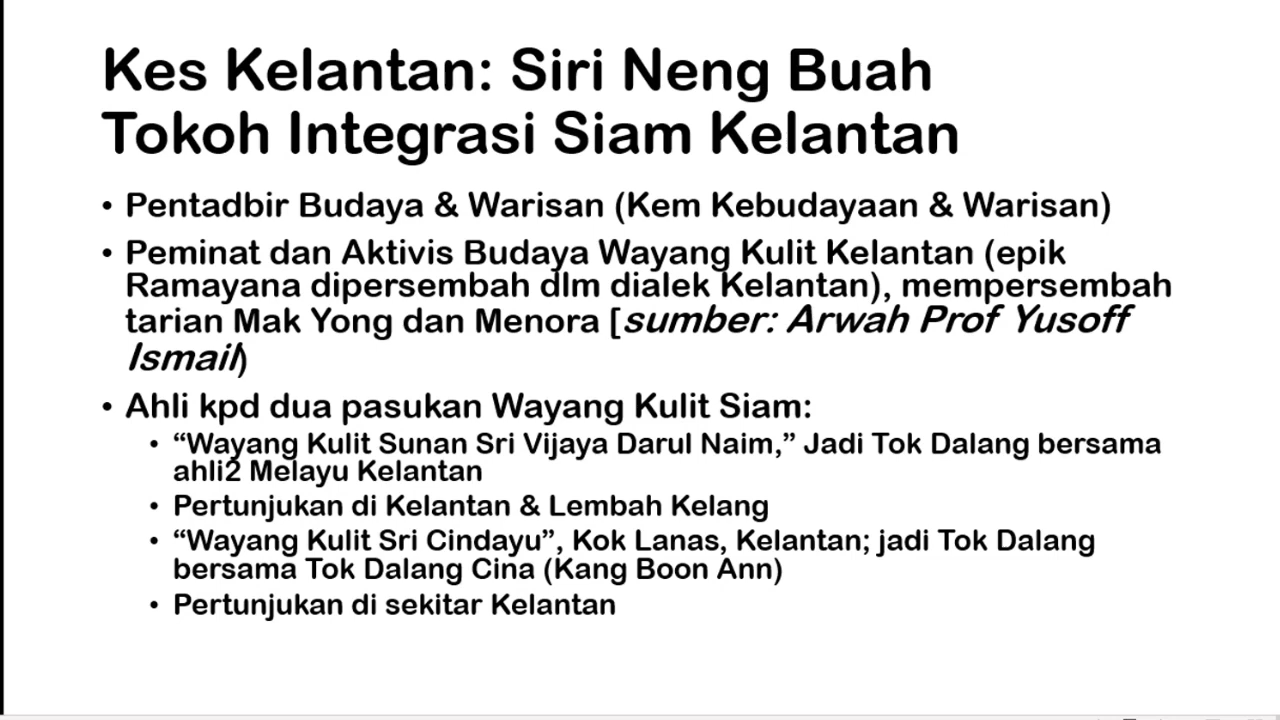 Kes Kelantan: Siri Neng Buah
Tokoh Integrasi Siam Kelantan
• Pentadbir Budaya & Warisan (Kem Kebudayaan & Warisan)
• Peminat dan Aktivis Budaya Wayang Kulit Kelantan (epik
Ramayana dipersembah dlm dialek Kelantan), mempersembah
tarian Mak Yong dan Menora [sumber: Arwah Prof Yusoff
Ismail)
• Ahli kpd dua pasukan Wayang Kulit Siam:
• “Wayang Kulit Sunan Sri Vijaya Darul Naim,” Jadi Tok Dalang bersama
ahli2 Melayu Kelantan
• Pertunjukan di Kelantan & Lembah Kelang
• “Wayang Kulit Sri Cindayu”, Kok Lanas, Kelantan; jadi Tok Dalang
bersama Tok Dalang Cina (Kang Boon Ann)
• Pertunjukan di sekitar Kelantan